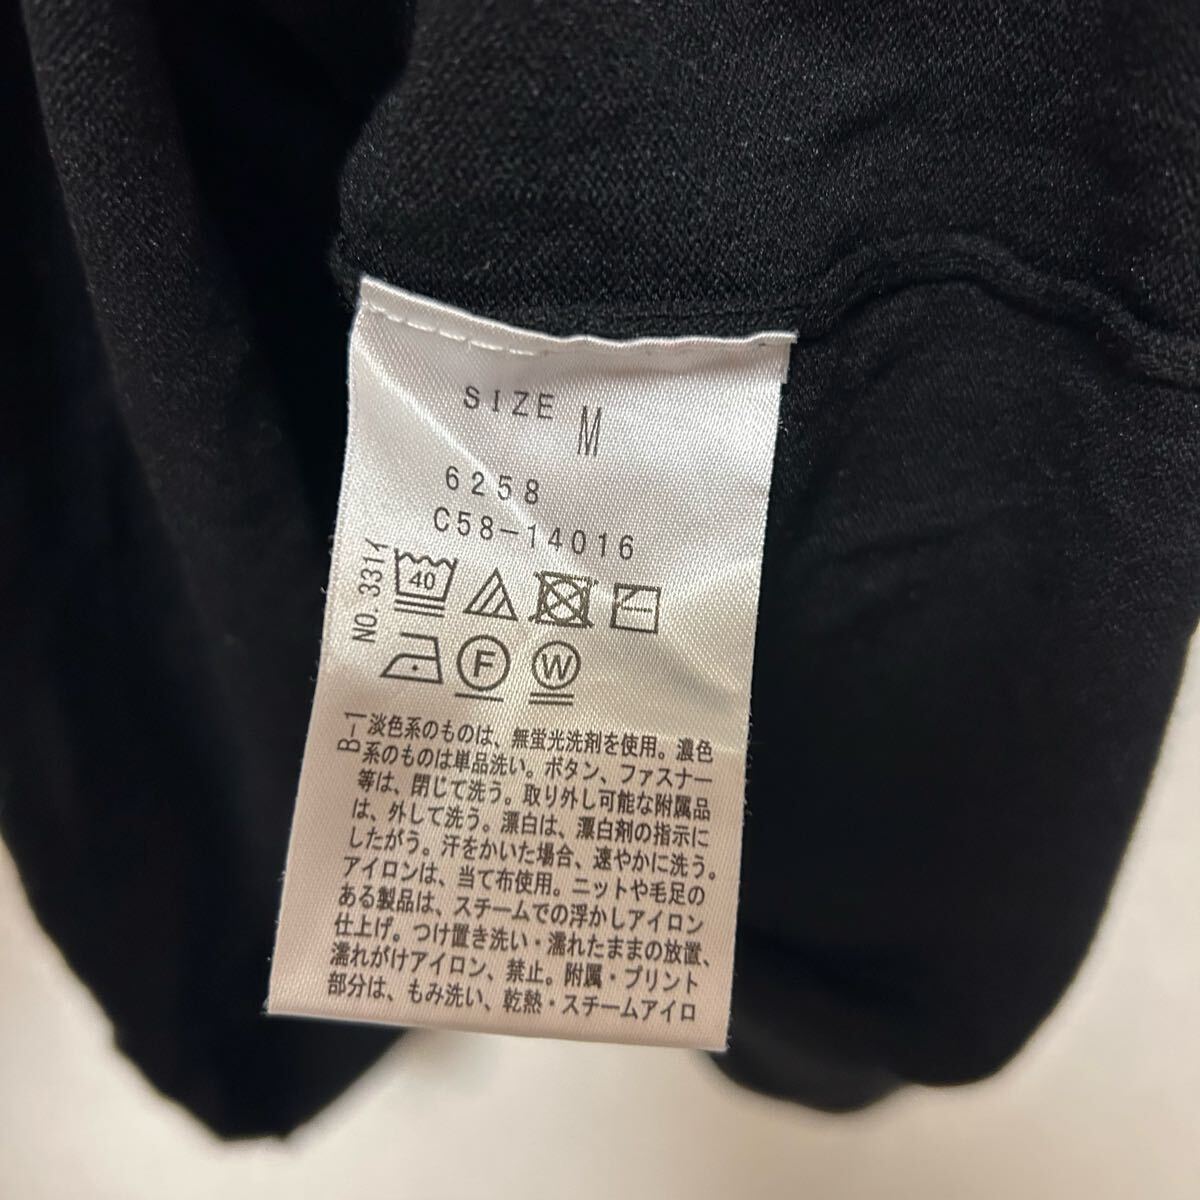 SIZE M
6258
C58-14016
NO.331イ
40
F
W
B-1
淡色系のものは、無蛍光洗剤を使用。濃色
系のものは単品洗い。ボタン、ファスナー
等は、閉じて洗う。取り外し可能な附属品
は、外して洗う。漂白は、漂白剤の指示に
したがう。汗をかいた場合、速やかに洗う。
アイロンは、当て布使用。ニットや毛足の
ある製品は、スチームでの浮かしアイロン
仕上げ。つけ置き洗い・濡れたままの放置、
濡れがけアイロン、禁止。附属・プリント
部分は、もみ洗い、乾熱・スチームアイロ